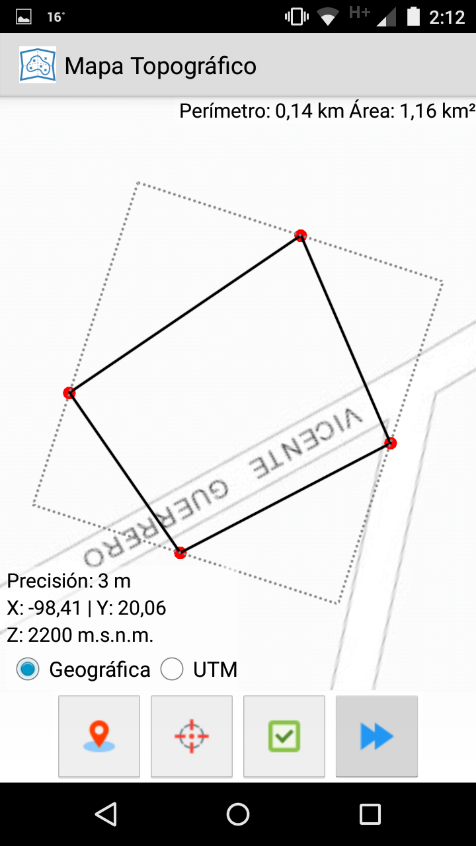 16°
H+
2:12
Mapa Topográfico
Perímetro: 0,14 km Área: 1,16 km²
VICENTE GUERRERO
Precisión: 3 m
X: -98,41 | Y: 20,06
Z: 2200 m.s.n.m.
Geográfica
UTM